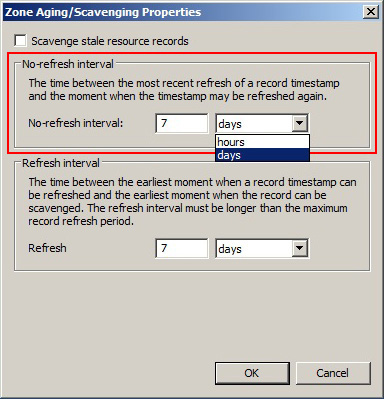 Zone Aging/Scavenging Properties
Scavenge stale resource records
No-refresh interval
The time between the most recent refresh of a record timestamp
and the moment when the timestamp may be refreshed again.
No-refresh interval: 7 days
hours
days
Refresh interval
The time between the earliest moment when a record timestamp can
be refreshed and the earliest moment when the record can be
scavenged. The refresh interval must be longer than the maximum
record refresh period.
Refresh 7 days
OK Cancel